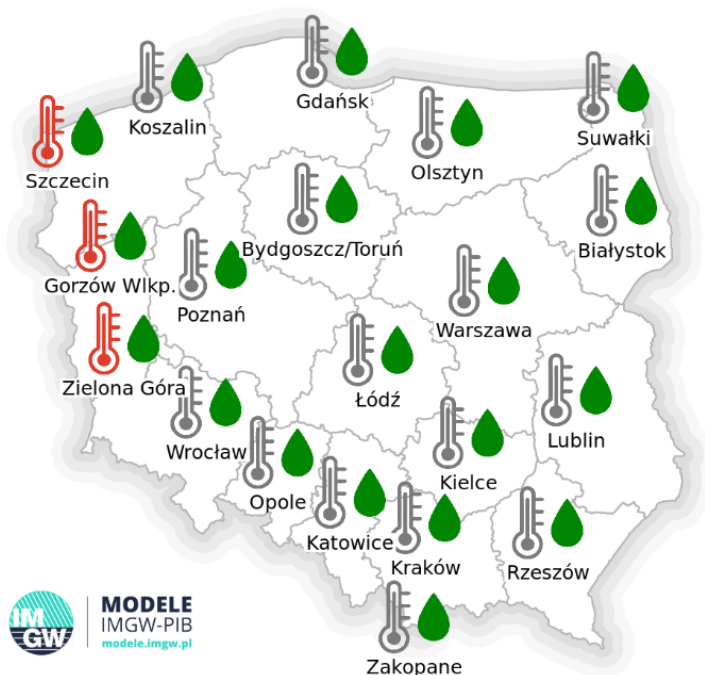 Gdańsk
Koszalin
Suwałki
Olsztyn
Szczecin
Bydgoszcz/Toruń
Białystok
Gorzów Wlkp.
Poznań
Warszawa
Zielona Góra
Łódź
Lublin
Wrocław
Kielce
Opole
Katowice
Kraków
Rzeszów
Zakopane
IM
GW
MODELE
IMGW-PIB
modele.imgw.pl